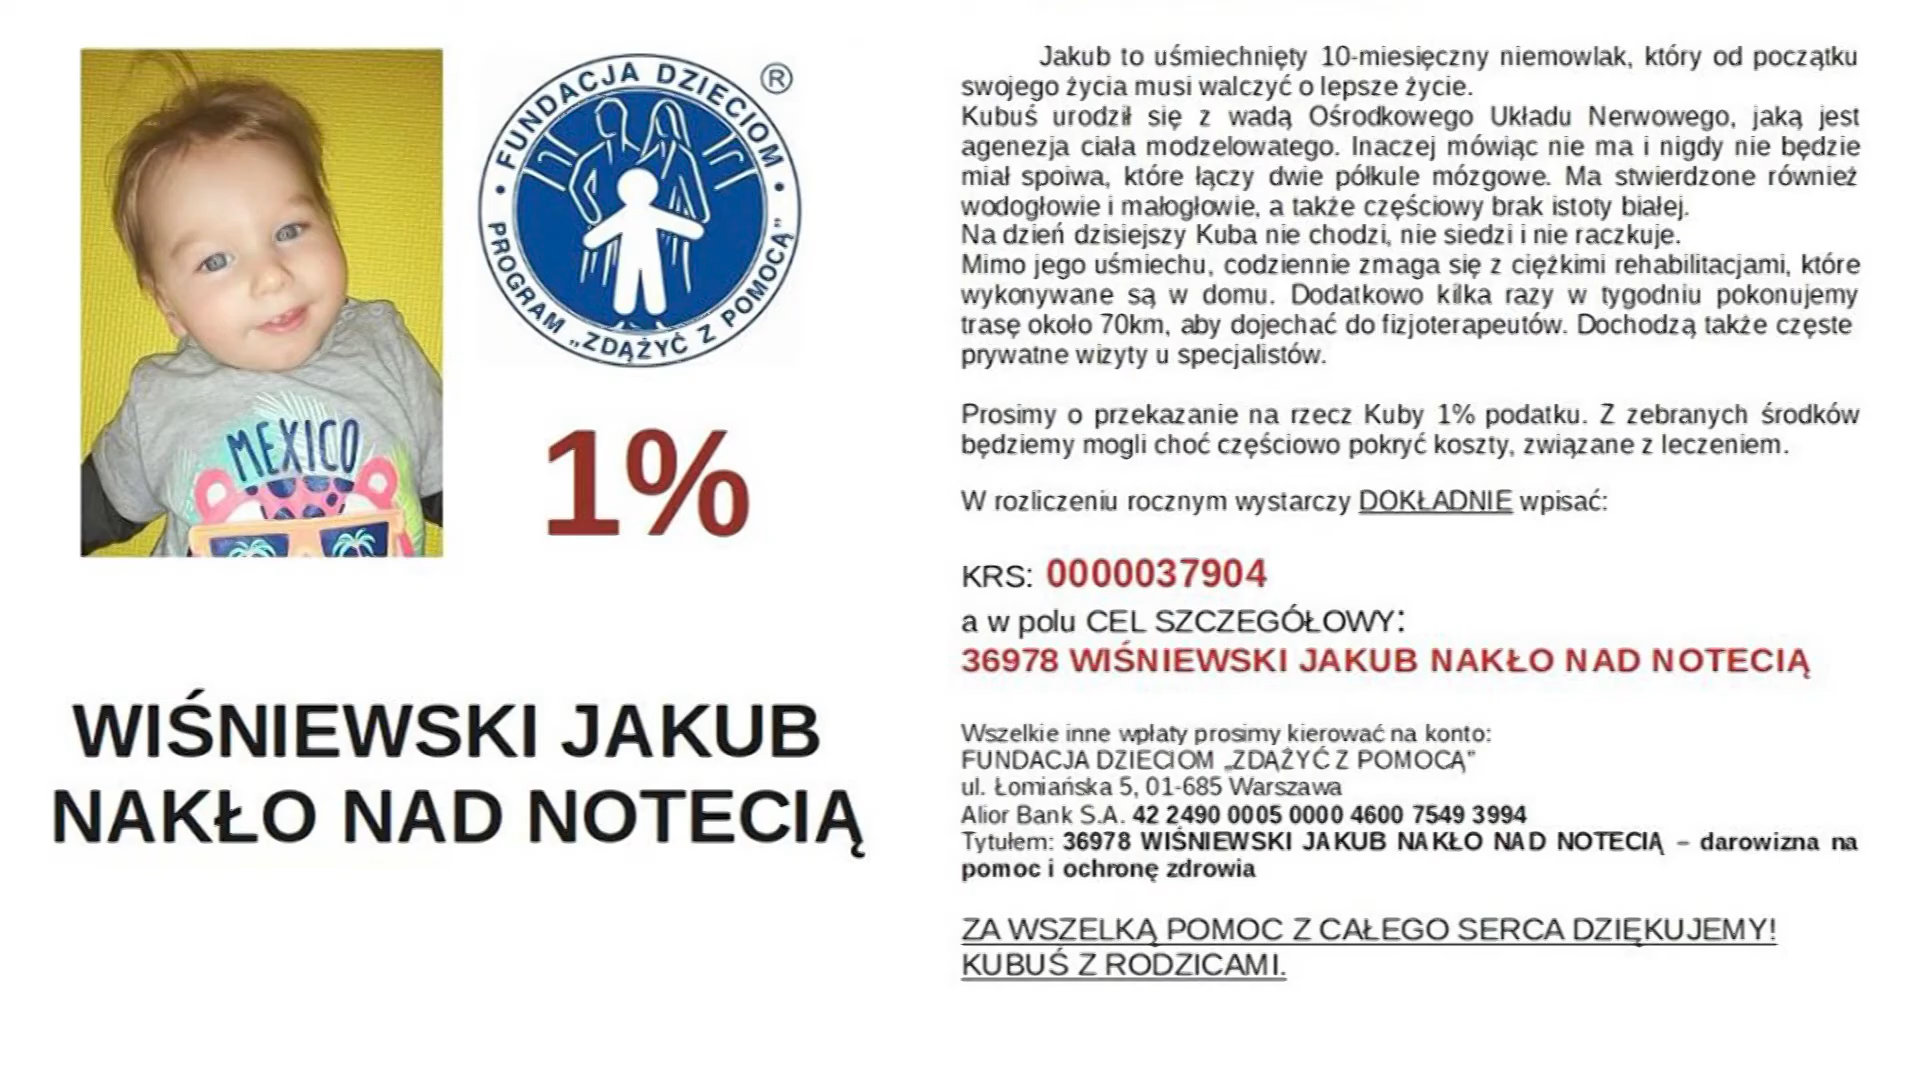 FUNDACJA DZIECIOM
PROGRAM „ZDĄŻYĆ Z POMOCĄ”
®
MEXICO
1%
WIŚNIEWSKI JAKUB
NAKŁO NAD NOTECIĄ
Jakub to uśmiechnięty 10-miesięczny niemowlak, który od początku
swojego życia musi walczyć o lepsze życie.
Kubuś urodził się z wadą Ośrodkowego Układu Nerwowego, jaką jest
agenezja ciała modzelowatego. Inaczej mówiąc nie ma i nigdy nie będzie
miał spoiwa, które łączy dwie półkule mózgowe. Ma stwierdzone również
wodogłowie i małogłowie, a także częściowy brak istoty białej.
Na dzień dzisiejszy Kuba nie chodzi, nie siedzi i nie raczkuje.
Mimo jego uśmiechu, codziennie zmaga się z ciężkimi rehabilitacjami, które
wykonywane są w domu. Dodatkowo kilka razy w tygodniu pokonujemy
trasę około 70km, aby dojechać do fizjoterapeutów. Dochodzą także częste
prywatne wizyty u specjalistów.
Prosimy o przekazanie na rzecz Kuby 1% podatku. Z zebranych środków
będziemy mogli choć częściowo pokryć koszty, związane z leczeniem.
W rozliczeniu rocznym wystarczy DOKŁADNIE wpisać:
KRS: 0000037904
a w polu CEL SZCZEGÓŁOWY:
36978 WIŚNIEWSKI JAKUB NAKŁO NAD NOTECIĄ
Wszelkie inne wpłaty prosimy kierować na konto:
FUNDACJA DZIECIOM „ZDĄŻYĆ Z POMOCĄ”
ul. Łomiańska 5, 01-685 Warszawa
Alior Bank S.A. 42 2490 0005 0000 4600 7549 3994
Tytułem: 36978 WIŚNIEWSKI JAKUB NAKŁO NAD NOTECIĄ – darowizna na
pomoc i ochronę zdrowia
ZA WSZELKĄ POMOC Z CAŁEGO SERCA DZIĘKUJEMY!
KUBUŚ Z RODZICAMI.